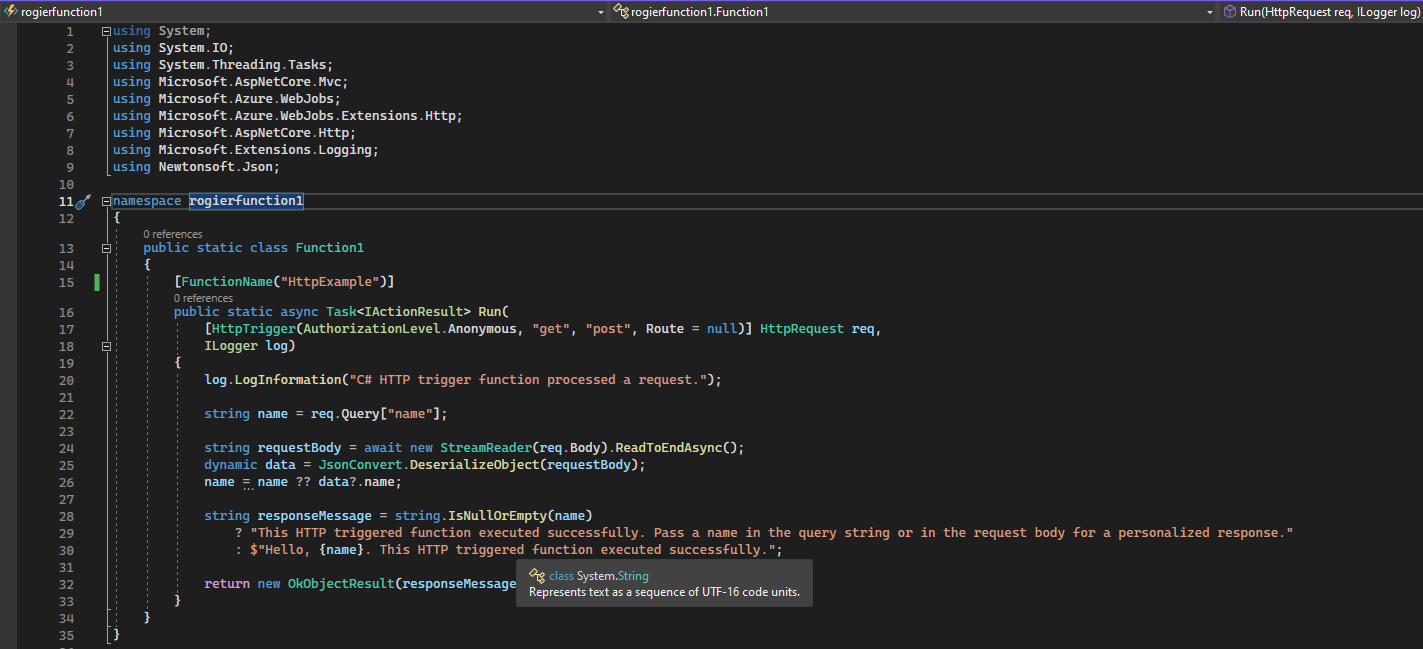 rogierfunction1 rogierfunction1.Function1 Run(HttpRequest req, ILogger log)
1 using System;
2 using System.IO;
3 using System.Threading.Tasks;
4 using Microsoft.AspNetCore.Mvc;
5 using Microsoft.Azure.WebJobs;
6 using Microsoft.Azure.WebJobs.Extensions.Http;
7 using Microsoft.AspNetCore.Http;
8 using Microsoft.Extensions.Logging;
9 using Newtonsoft.Json;
10
11 namespace rogierfunction1
12 {
0 references
13 public static class Function1
14 {
15 [FunctionName("HttpExample")]
0 references
16 public static async Task<IActionResult> Run(
17 [HttpTrigger(AuthorizationLevel.Anonymous, "get", "post", Route = null)] HttpRequest req,
18 ILogger log)
19 {
20 log.LogInformation("C# HTTP trigger function processed a request.");
21
22 string name = req.Query["name"];
23
24 string requestBody = await new StreamReader(req.Body).ReadToEndAsync();
25 dynamic data = JsonConvert.DeserializeObject(requestBody);
26 name = name ?? data?.name;
27
28 string responseMessage = string.IsNullOrEmpty(name)
29 ? "This HTTP triggered function executed successfully. Pass a name in the query string or in the request body for a personalized response."
30 : $"Hello, {name}. This HTTP triggered function executed successfully.";
31
class System.String
32 return new OkObjectResult(responseMessage
Represents text as a sequence of UTF-16 code units.
33 }
34 }
35 }